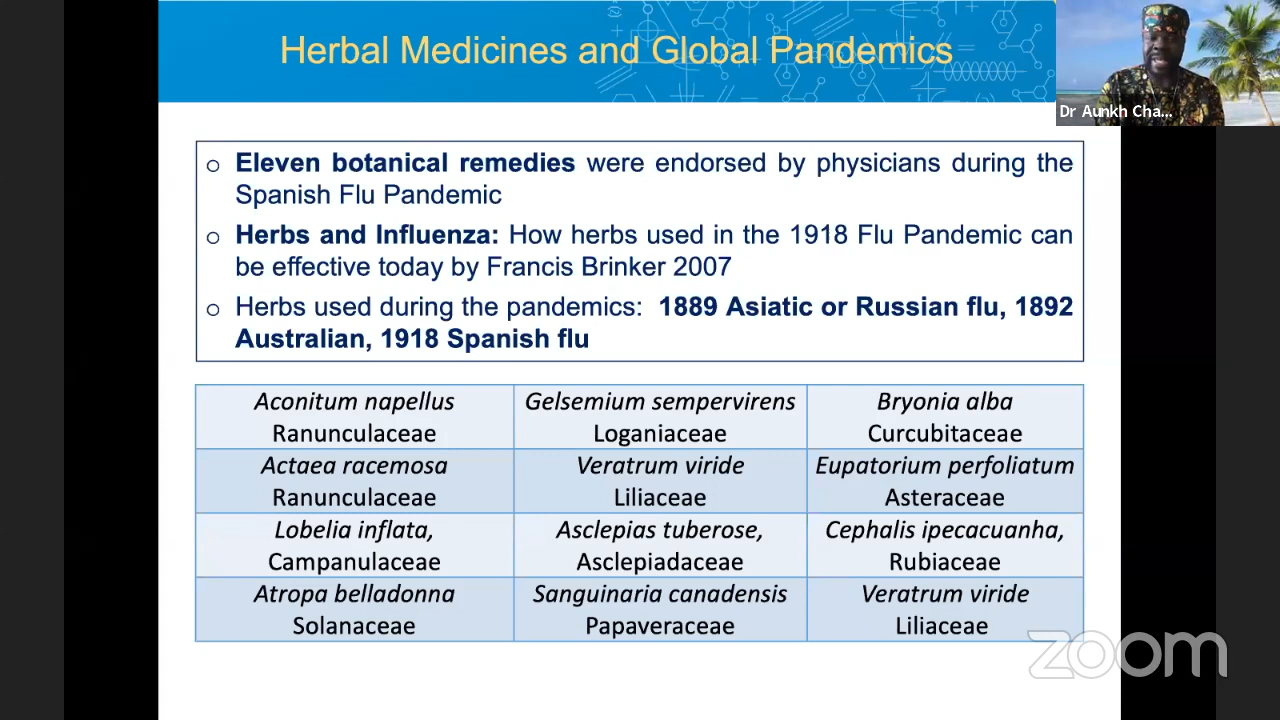 Herbal Medicines and Global Pandemics
Dr Aunkh Cha...
o Eleven botanical remedies were endorsed by physicians during the
Spanish Flu Pandemic
o Herbs and Influenza: How herbs used in the 1918 Flu Pandemic can
be effective today by Francis Brinker 2007
o Herbs used during the pandemics: 1889 Asiatic or Russian flu, 1892
Australian, 1918 Spanish flu
Aconitum napellus
Ranunculaceae
Gelsemium sempervirens
Loganiaceae
Bryonia alba
Curcubitaceae
Actaea racemosa
Ranunculaceae
Veratrum viride
Liliaceae
Eupatorium perfoliatum
Asteraceae
Lobelia inflata,
Campanulaceae
Asclepias tuberose,
Asclepiadaceae
Cephalis ipecacuanha,
Rubiaceae
Atropa belladonna
Solanaceae
Sanguinaria canadensis
Papaveraceae
Veratrum viride
Liliaceae
zoom